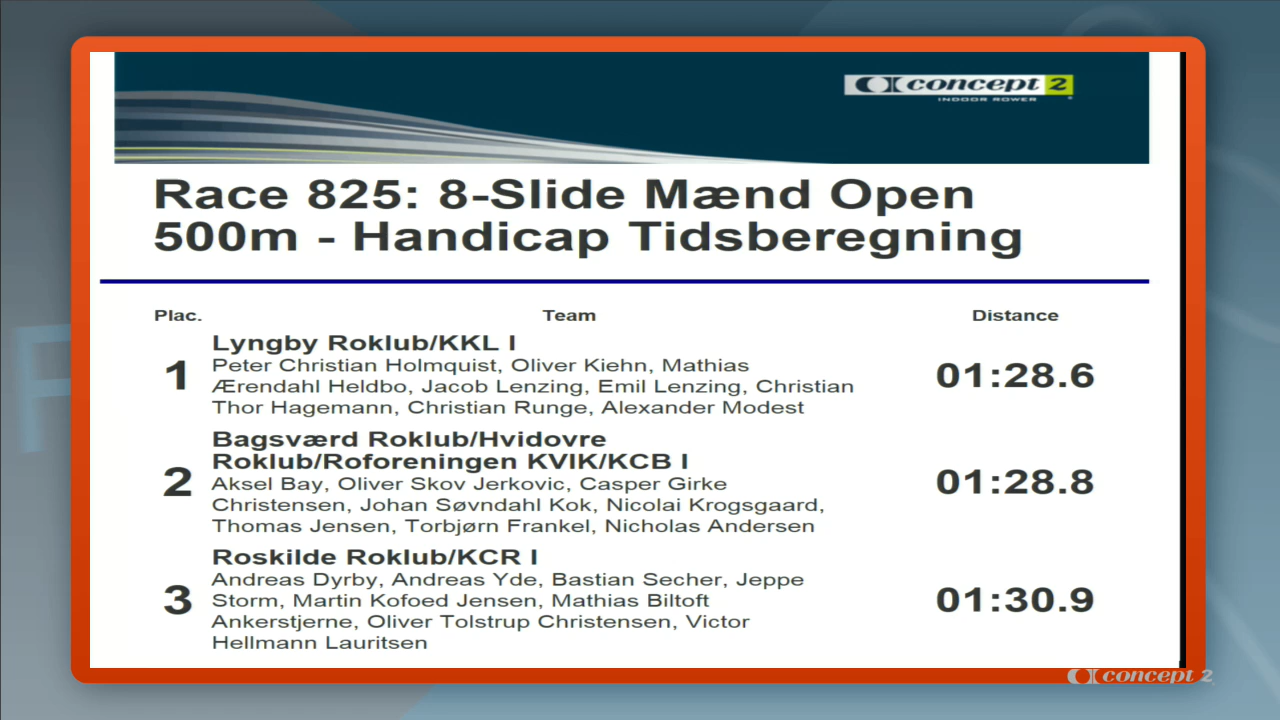 concept 2
INDOOR ROWER
Race 825: 8-Slide Mænd Open
500m - Handicap Tidsberegning
Plac. Team Distance
Lyngby Roklub/KKL I
1 Peter Christian Holmquist, Oliver Kiehn, Mathias 01:28.6
Ærendahl Heldbo, Jacob Lenzing, Emil Lenzing, Christian
Thor Hagemann, Christian Runge, Alexander Modest
Bagsværd Roklub/Hvidovre
Roklub/Roforeningen KVIK/KCB I
2 Aksel Bay, Oliver Skov Jerkovic, Casper Girke 01:28.8
Christensen, Johan Søvndahl Kok, Nicolai Krogsgaard,
Thomas Jensen, Torbjørn Frankel, Nicholas Andersen
Roskilde Roklub/KCR I
Andreas Dyrby, Andreas Yde, Bastian Secher, Jeppe
3 Storm, Martin Kofoed Jensen, Mathias Biltoft 01:30.9
Ankerstjerne, Oliver Tolstrup Christensen, Victor
Hellmann Lauritsen
concept 2